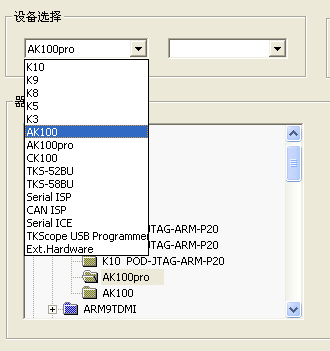 设备选择
AK100pro
K10
K9
K8
K5
K3
AK100
AK100pro
CK100
TKS-52BU
TKS-58BU
Serial ISP
CAN ISP
Serial ICE
TKScope USB Programmer
Ext.Hardware
JTAG-ARM-P20
JTAG-ARM-P20
K10 POD-JTAG-ARM-P20
AK100pro
AK100
ARM9TDMI